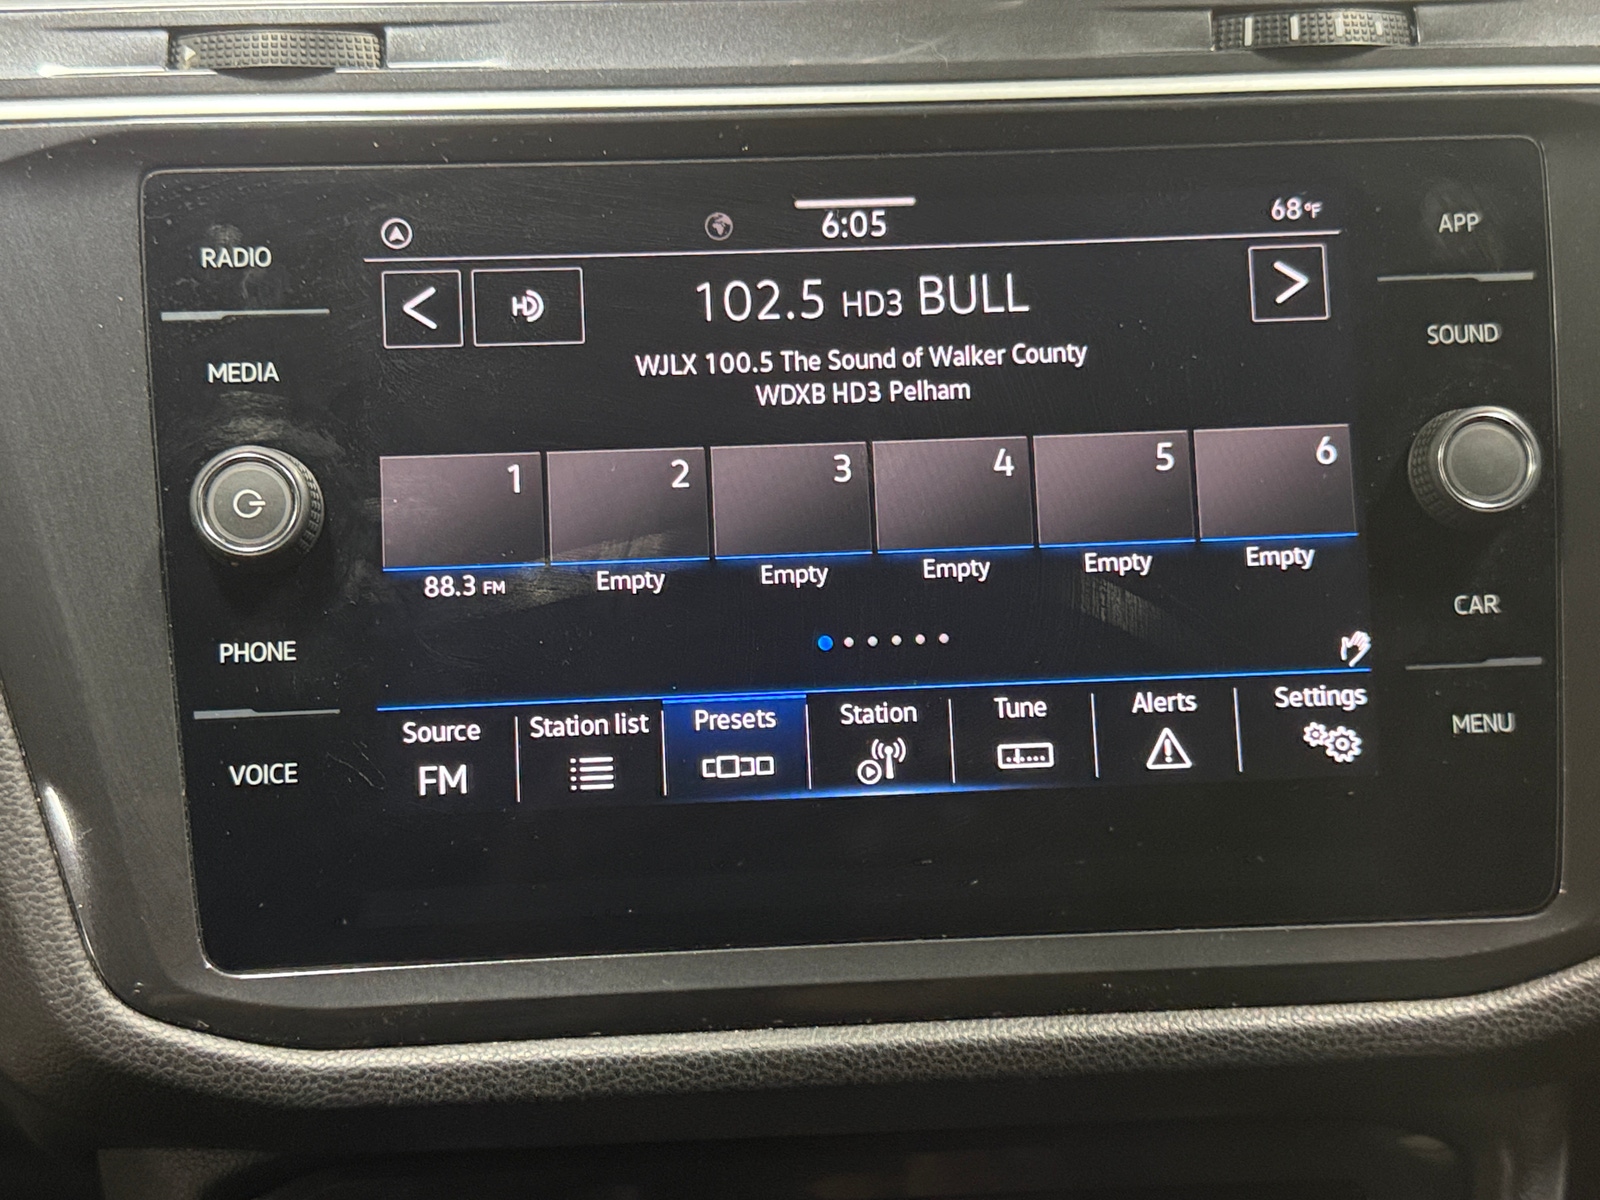 6:05
68°F
RADIO
MEDIA
PHONE
VOICE
HD
102.5 HD3 BULL
WJLX 100.5 The Sound of Walker County
WDXB HD3 Pelham
1
2
3
4
5
6
88.3 FM
Empty
Empty
Empty
Empty
Empty
Source
FM
Station list
Presets
Station
Tune
Alerts
Settings
APP
SOUND
CAR
MENU